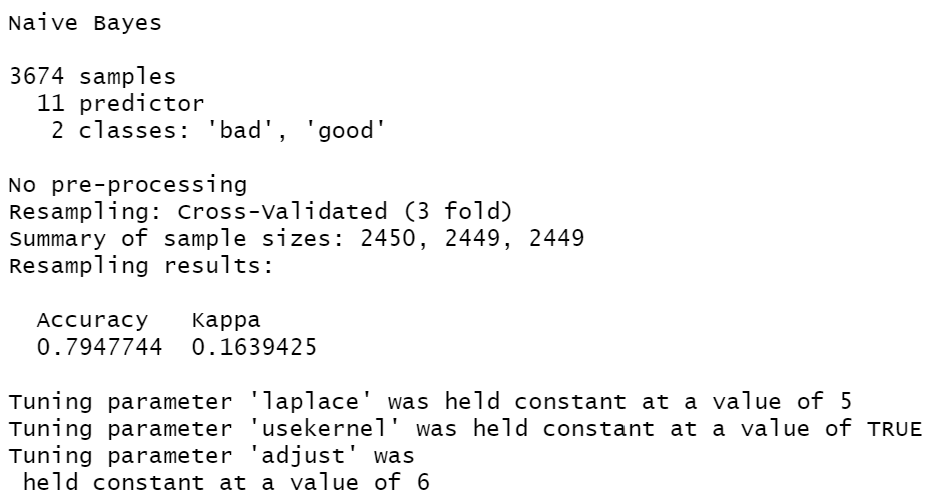 Naive Bayes
3674 samples
11 predictor
2 classes: 'bad', 'good'
No pre-processing
Resampling: Cross-Validated (3 fold)
Summary of sample sizes: 2450, 2449, 2449
Resampling results:
Accuracy Kappa
0.7947744 0.1639425
Tuning parameter 'laplace' was held constant at a value of 5
Tuning parameter 'usekernel' was held constant at a value of TRUE
Tuning parameter 'adjust' was
held constant at a value of 6